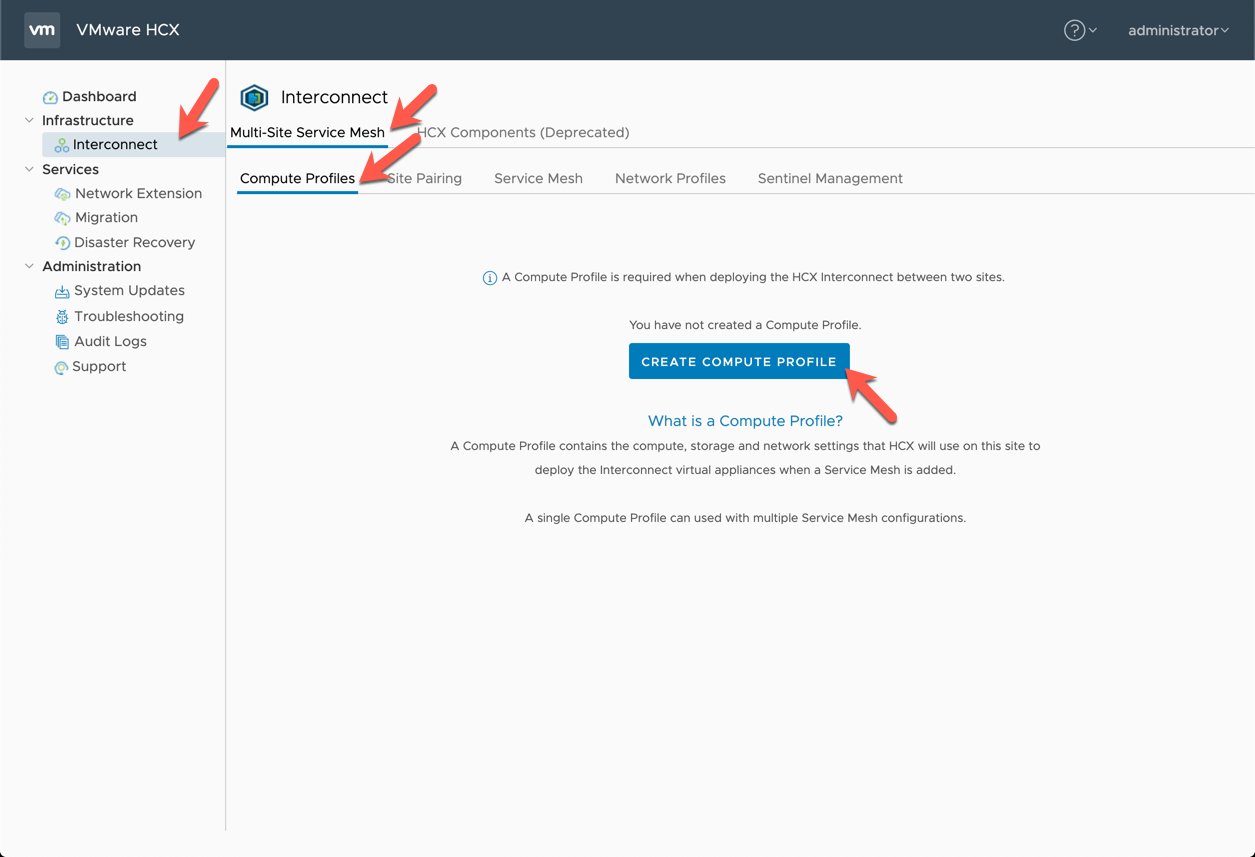 vm VMware HCX
administrator
Dashboard
Infrastructure
Interconnect
Services
Network Extension
Migration
Disaster Recovery
Administration
System Updates
Troubleshooting
Audit Logs
Support
Interconnect
Multi-Site Service Mesh HCX Components (Deprecated)
Compute Profiles Site Pairing Service Mesh Network Profiles Sentinel Management
A Compute Profile is required when deploying the HCX Interconnect between two sites.
You have not created a Compute Profile.
CREATE COMPUTE PROFILE
What is a Compute Profile?
A Compute Profile contains the compute, storage and network settings that HCX will use on this site to
deploy the Interconnect virtual appliances when a Service Mesh is added.
A single Compute Profile can used with multiple Service Mesh configurations.